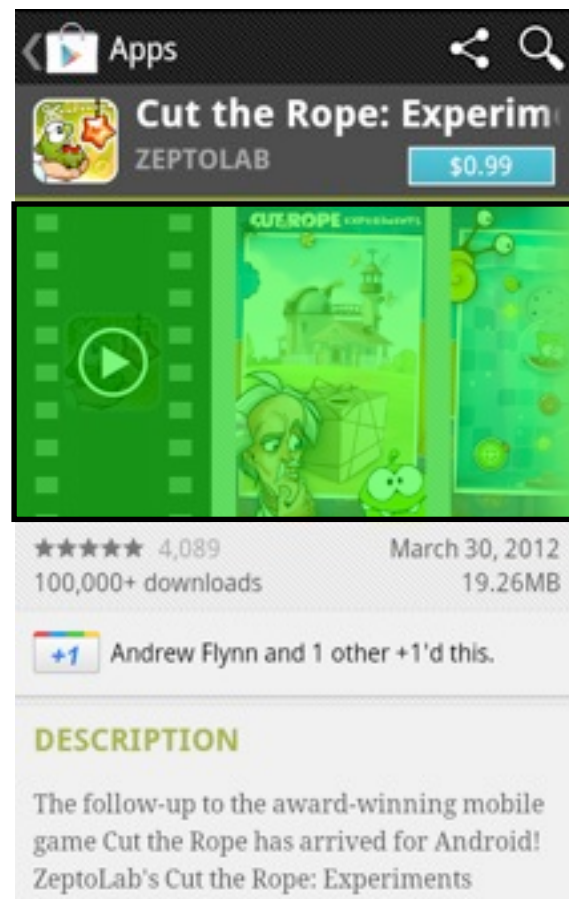 Apps
Cut the Rope: Experim
ZEPTOLAB
$0.99
CUT ROPE EXPERIMENTS
★★★★★ 4,089
March 30, 2012
100,000+ downloads
19.26MB
+1 Andrew Flynn and 1 other +1'd this.
DESCRIPTION
The follow-up to the award-winning mobile
game Cut the Rope has arrived for Android!
ZeptoLab's Cut the Rope: Experiments